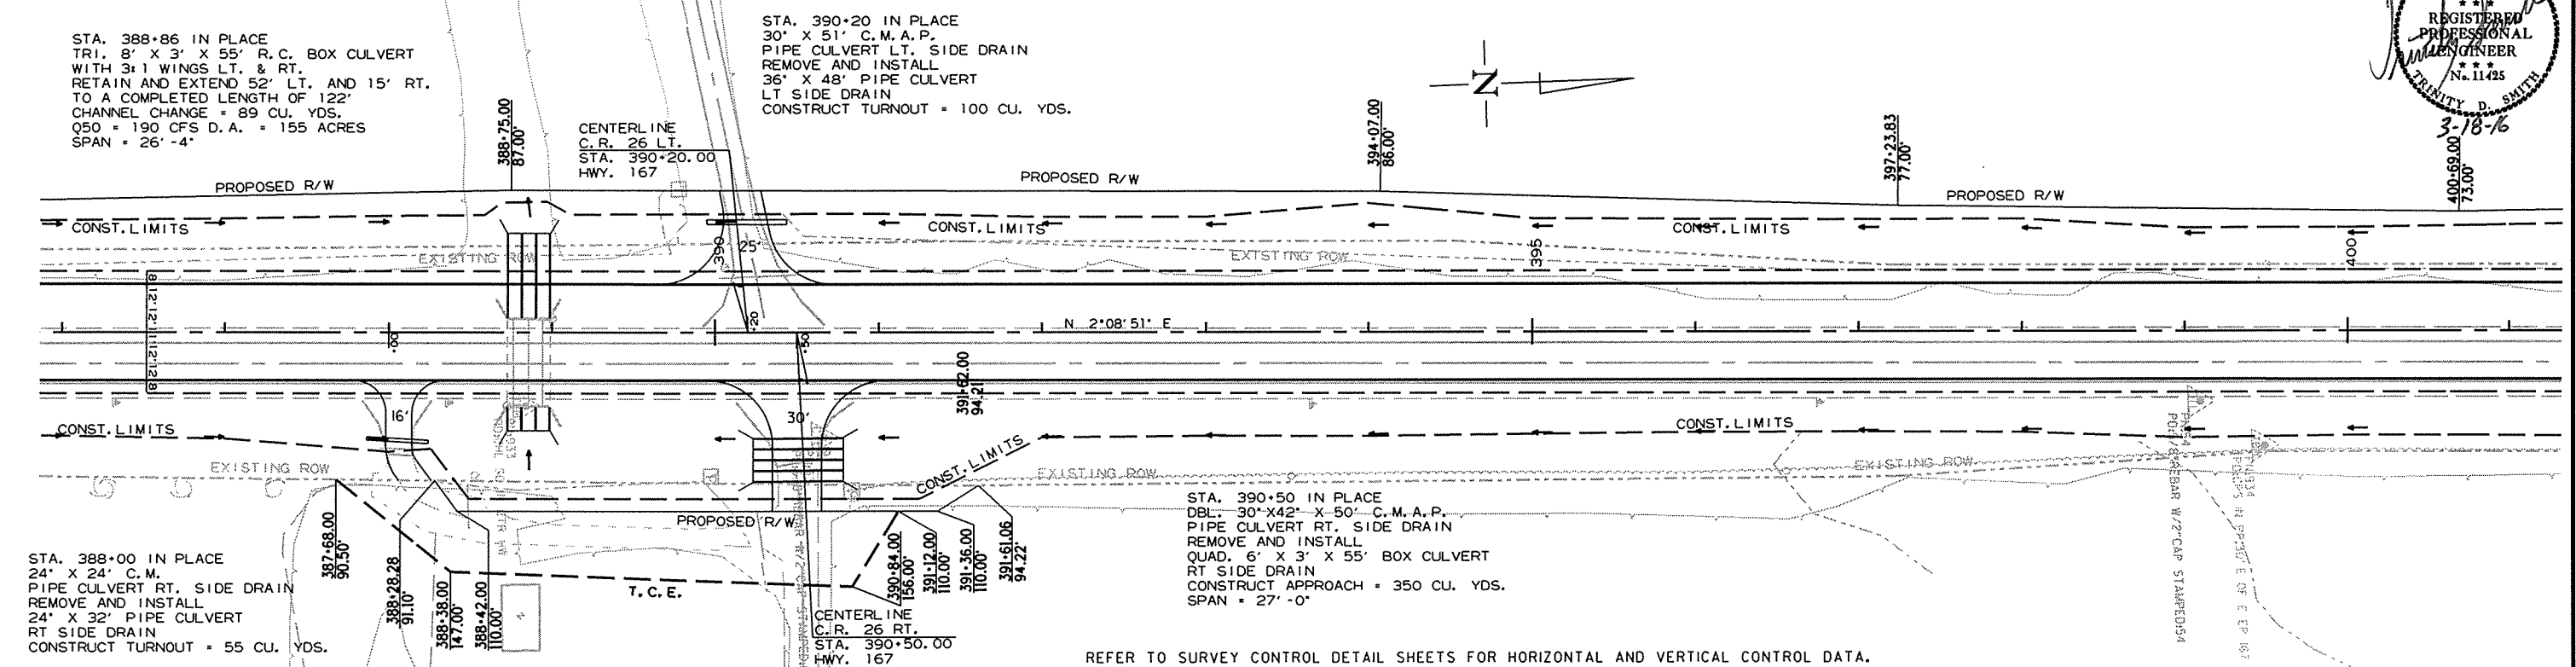 STA. 388+86 IN PLACE
TRI. 8' X 3' X 55' R.C. BOX CULVERT
WITH 3:1 WINGS LT. & RT.
RETAIN AND EXTEND 52' LT. AND 15' RT.
TO A COMPLETED LENGTH OF 122'
CHANNEL CHANGE = 89 CU. YDS.
Q50 = 190 CFS D.A. = 155 ACRES
SPAN = 26'-4"
STA. 390+20 IN PLACE
30" X 51' C.M.A.P.
PIPE CULVERT LT. SIDE DRAIN
REMOVE AND INSTALL
36" X 48' PIPE CULVERT
LT SIDE DRAIN
CONSTRUCT TURNOUT = 100 CU. YDS.
CENTERLINE
C.R. 26 LT.
STA. 390+20.00
HWY. 167
388+75.00
87.00'
N
394+07.00
86.00'
397+23.83
77.00'
400+69.00
73.00'
REGISTERED
PROFESSIONAL
ENGINEER
No. 11425
TRINITY D. SMITH
3-18-16
PROPOSED R/W
PROPOSED R/W
PROPOSED R/W
CONST. LIMITS
CONST. LIMITS
CONST. LIMITS
EXISTING ROW
EXISTING ROW
390
25'
395
400
8'
12'
12'
11'
12'
12'
8'
+00
+20
+50
N 2°08'51" E
16'
30'
391+62.00
94.21'
CONST. LIMITS
CONST. LIMITS
CONST. LIMITS
EXISTING ROW
EXISTING ROW
EXISTING ROW
PROPOSED R/W
T.C.E.
387+68.00
90.50'
388+28.28
91.10'
388+38.00
147.00'
388+42.00
110.00'
390+84.00
156.00'
391+12.00
110.00'
391+36.00
110.00'
391+61.06
94.22'
STA. 388+00 IN PLACE
24" X 24' C.M.
PIPE CULVERT RT. SIDE DRAIN
REMOVE AND INSTALL
24" X 32' PIPE CULVERT
RT SIDE DRAIN
CONSTRUCT TURNOUT = 55 CU. YDS.
CENTERLINE
C.R. 26 RT.
STA. 390+50.00
HWY. 167
STA. 390+50 IN PLACE
DBL. 30"X42" X 50' C.M.A.P.
PIPE CULVERT RT. SIDE DRAIN
REMOVE AND INSTALL
QUAD. 6' X 3' X 55' BOX CULVERT
RT SIDE DRAIN
CONSTRUCT APPROACH = 350 CU. YDS.
SPAN = 27'-0"
REFER TO SURVEY CONTROL DETAIL SHEETS FOR HORIZONTAL AND VERTICAL CONTROL DATA.